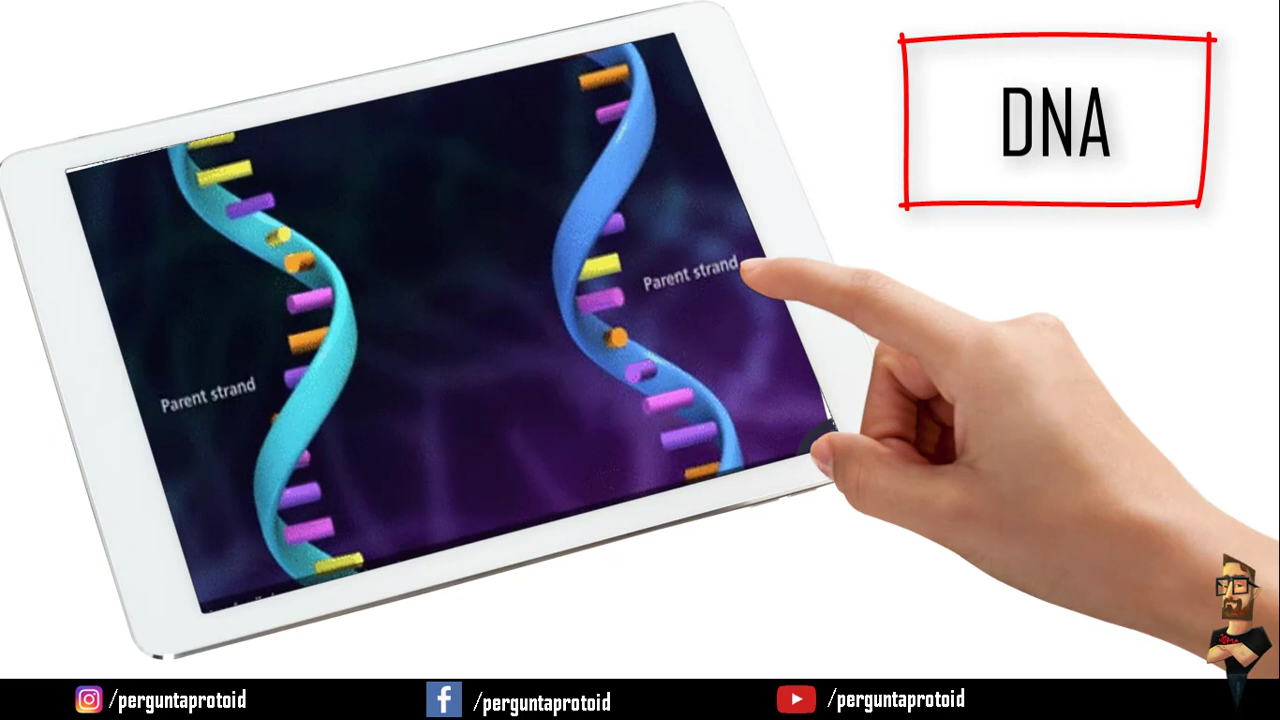 DNA
Parent strand
Parent strand
/perguntaprotoid
/perguntaprotoid
/perguntaprotoid